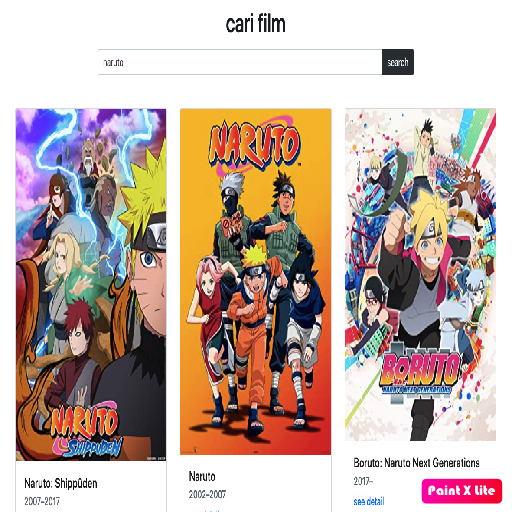 cari film
naruto
search
NARUTO
SHIPPUDEN
NARUTO
BORUTO
NARUTO NEXT GENERATIONS
Naruto: Shippûden
2007–2017
Naruto
2002–2007
Boruto: Naruto Next Generations
2017–
see detail
Paint X Lite